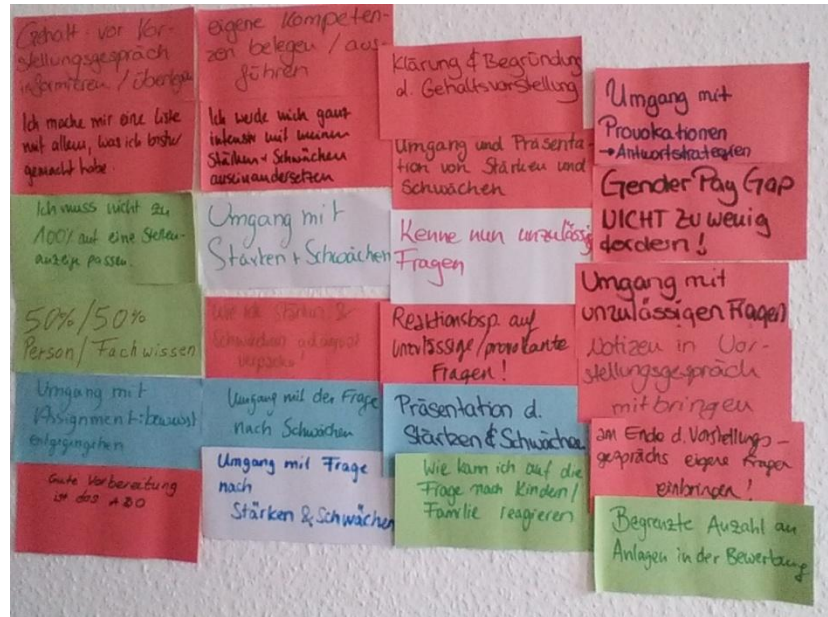 Gehalt vor Vor-
stellungsgespräch
informieren / überlegen
Ich mache mir eine Liste
mit allem, was ich bisher
gemacht habe.
Ich muss nicht zu
100% auf eine Stellen-
anzeige passen.
50%/50%
Person/Fachwissen
Umgang mit
Assignment: bewusst
entgegengehen
Gute Vorbereitung
ist das A&O
eigene Kompeten-
zen belegen / aus-
führen
Ich werde mich ganz
intensiv mit meinen
Stärken + Schwächen
auseinandersetzen
Umgang mit
Stärken + Schwächen
Wie ich Stärken &
Schwächen adäquat
Umgang mit der Frage
nach Schwächen
Umgang mit Frage
nach
Stärken & Schwächen
Klärung & Begründung
d. Gehaltsvorstellung
Umgang und Präsenta-
tion von Stärken und
Schwächen
Kenne nun unzulässig
Fragen
Reaktionsbsp. auf
unzulässige/provokante
Fragen!
Präsentation d.
Stärken & Schwächen
Wie kann ich auf die
Frage nach Kindern/
Familie reagieren
Umgang mit
Provokationen
→ Antwortstrategien
Gender Pay Gap
NICHT zu wenig
fordern!
Umgang mit
unzulässigen Fragen
Notizen in Vor-
stellungsgespräch
mitbringen
am Ende d. Vorstellungs-
gesprächs eigene Fragen
einbringen!
Begrenzte Anzahl an
Anlagen in der Bewerbung